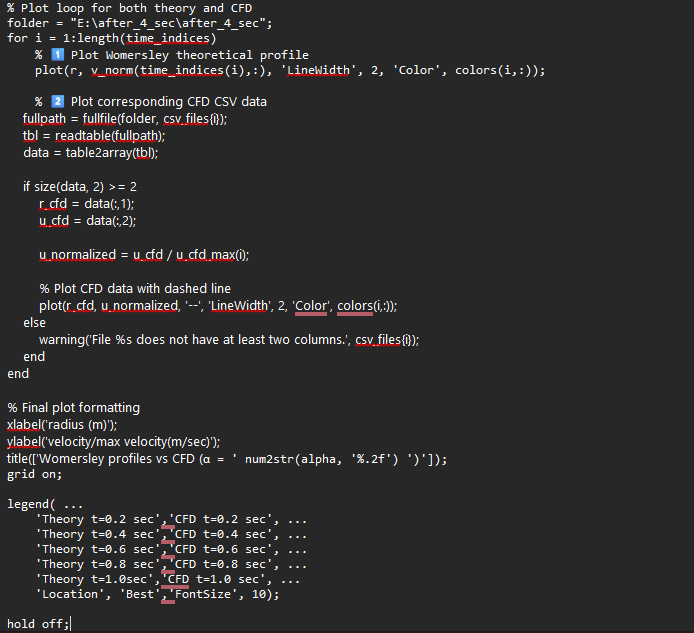 % Plot loop for both theory and CFD
folder = "E:\after_4_sec\after_4_sec";
for i = 1:length(time_indices)
% 1️⃣ Plot Womersley theoretical profile
plot(r, v_norm(time_indices(i),:), 'LineWidth', 2, 'Color', colors(i,:));
% 2️⃣ Plot corresponding CFD CSV data
fullpath = fullfile(folder, csv_files{i});
tbl = readtable(fullpath);
data = table2array(tbl);
if size(data, 2) >= 2
r_cfd = data(:,1);
u_cfd = data(:,2);
u_normalized = u_cfd / u_cfd_max(i);
% Plot CFD data with dashed line
plot(r_cfd, u_normalized, '--', 'LineWidth', 2, 'Color', colors(i,:));
else
warning('File %s does not have at least two columns.', csv_files{i});
end
end
% Final plot formatting
xlabel('radius (m)');
ylabel('velocity/max velocity(m/sec)');
title(['Womersley profiles vs CFD (α = ' num2str(alpha, '%.2f') ')']);
grid on;
legend( ...
'Theory t=0.2 sec','CFD t=0.2 sec', ...
'Theory t=0.4 sec','CFD t=0.4 sec', ...
'Theory t=0.6 sec','CFD t=0.6 sec', ...
'Theory t=0.8 sec','CFD t=0.8 sec', ...
'Theory t=1.0sec','CFD t=1.0 sec', ...
'Location', 'Best','FontSize', 10);
hold off;